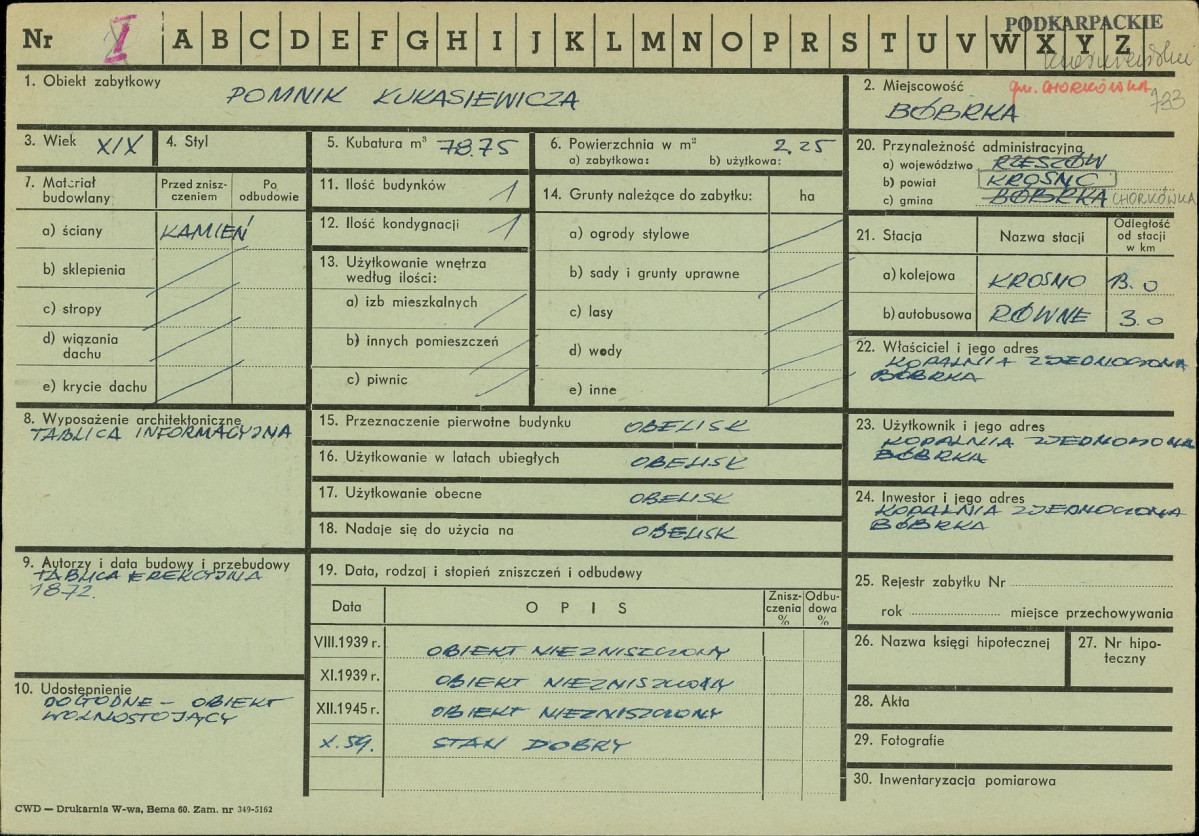 PODKARPACKIE
Nr I A B C D E F G H I J K L M N O P R S T U V W X Y Z
1. Obiekt zabytkowy
POMNIK ŁUKASIEWICZA
2. Miejscowość
gm. CHORKÓWKA
733
BÓBRKA
3. Wiek XIX
4. Styl
5. Kubatura m³ 78.75
6. Powierzchnia w m²
a) zabytkowa: b) użytkowa:
2.25
20. Przynależność administracyjna
a) województwo RZESZÓW
b) powiat KROSNO
c) gmina BÓBRKA CHORKÓWKA
7. Materiał budowlany:
Przed znisz-
czeniem
Po
odbudowie
a) ściany KAMIEŃ
b) sklepienia
c) stropy
d) wiązania
dachu
e) krycie dachu
11. Ilość budynków 1
12. Ilość kondygnacji 1
13. Użytkowanie wnętrza
według ilości:
a) izb mieszkalnych
b) innych pomieszczeń
c) piwnic
14. Grunty należące do zabytku: ha
a) ogrody stylowe
b) sady i grunty uprawne
c) lasy
d) wody
e) inne
21. Stacja
Nazwa stacji
Odległość
od stacji
w km
a) kolejowa KROSNO 13.0
b) autobusowa RÓWNE 3.0
22. Właściciel i jego adres
KOPALNIA ZJEDNOCZONA
BÓBRKA
8. Wyposażenie architektoniczne
TABLICA INFORMACYJNA
15. Przeznaczenie pierwotne budynku OBELISK
16. Użytkowanie w latach ubiegłych OBELISK
17. Użytkowanie obecne OBELISK
18. Nadaje się do użycia na OBELISK
23. Użytkownik i jego adres
KOPALNIA ZJEDNOCZONA
BÓBRKA
24. Inwestor i jego adres
KOPALNIA ZJEDNOCZONA
BÓBRKA
9. Autorzy i data budowy i przebudowy
TABLICA EREKCYJNA
1872.
10. Udostępnienie
DOGODNE – OBIEKT
WOLNOSTOJĄCY
19. Data, rodzaj i stopień zniszczeń i odbudowy
Data
OPIS
Znisz-
czenia
%
Odbu-
dowa
%
VIII.1939 r. OBIEKT NIEZNISZCZONY
XI.1939 r. OBIEKT NIEZNISZCZONY
XII.1945 r. OBIEKT NIEZNISZCZONY
X.59. STAN DOBRY
25. Rejestr zabytku Nr
rok miejsce przechowywania
26. Nazwa księgi hipotecznej
27. Nr hipo-
teczny
28. Akta
29. Fotografie
30. Inwentaryzacja pomiarowa
CWD — Drukarnia W-wa, Bema 60. Zam. nr 349-5162